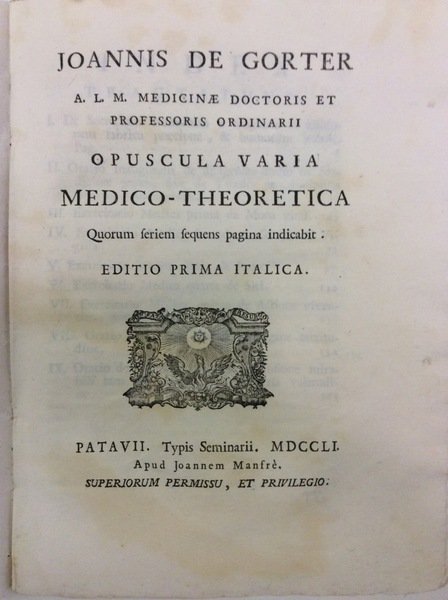 JOANNIS DE GORTER
A. L. M. MEDICINÆ DOCTORIS ET
PROFESSORIS ORDINARII
OPUSCULA VARIA
MEDICO-THEORETICA
Quorum ſeriem ſequens pagina indicabit.
EDITIO PRIMA ITALICA.
PATAVII. Typis Seminarii. MDCCLI.
Apud Joannem Manfrè.
SUPERIORUM PERMISSU, ET PRIVILEGIO.